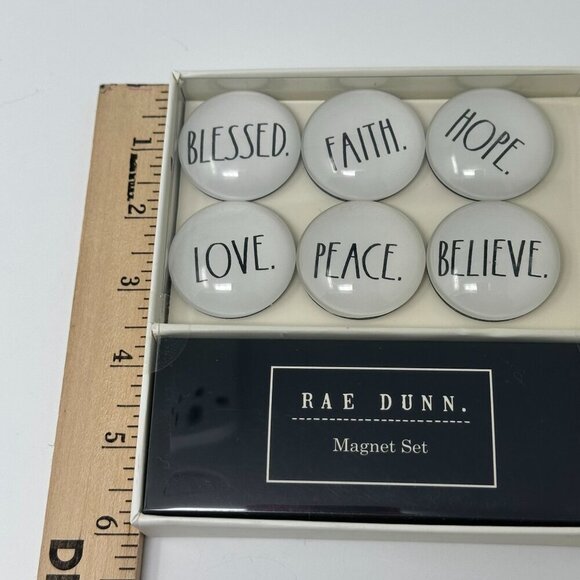 BLESSED. FAITH. HOPE.
LOVE. PEACE. BELIEVE.
RAE DUNN.
Magnet Set
1
2
3
4
5
6